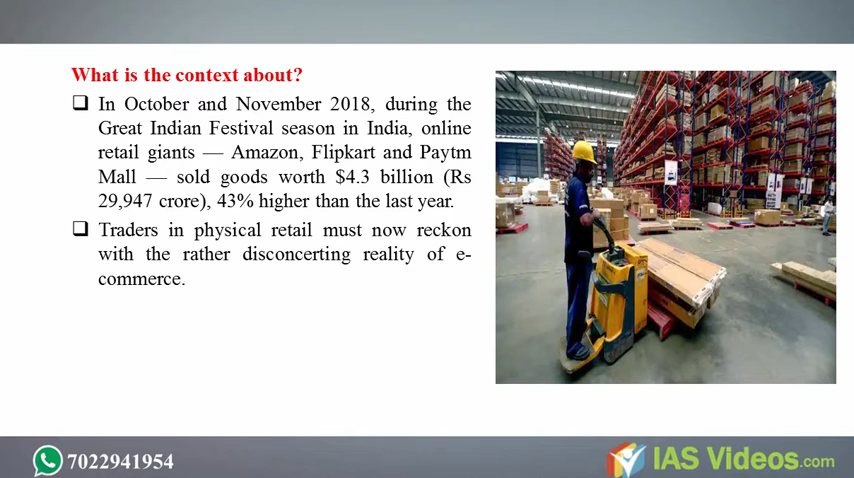 What is the context about?
❑ In October and November 2018, during the
Great Indian Festival season in India, online
retail giants — Amazon, Flipkart and Paytm
Mall — sold goods worth $4.3 billion (Rs
29,947 crore), 43% higher than the last year.
❑ Traders in physical retail must now reckon
with the rather disconcerting reality of e-
commerce.
7022941954
IAS Videos.com